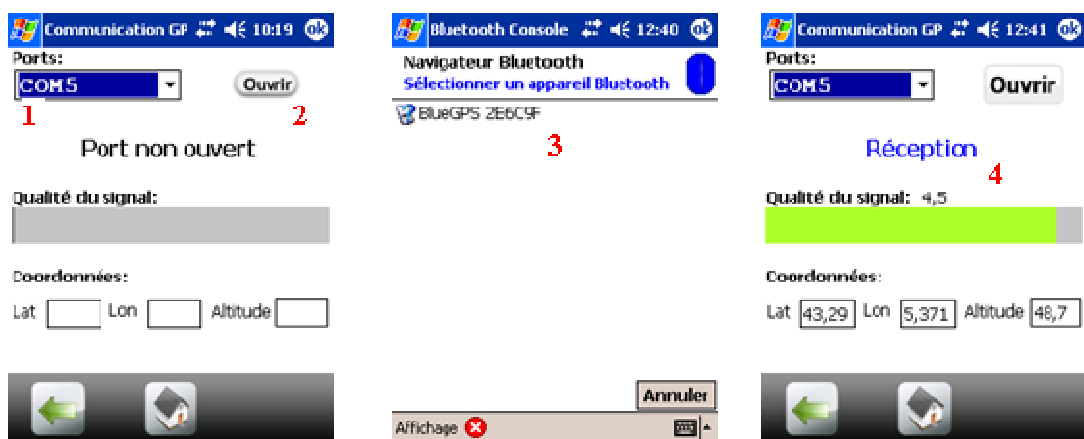 Communication GP 10:19 ok
Ports:
COM5 Ouvrir
1 2
Port non ouvert
Qualité du signal:
Coordonnées:
Lat Lon Altitude
Bluetooth Console 12:40 ok
Navigateur Bluetooth
Sélectionner un appareil Bluetooth
BlueGPS 2E6C9F
3
Annuler
Affichage
Communication GP 12:41 ok
Ports:
COM5 Ouvrir
Réception
4
Qualité du signal: 4,5
Coordonnées:
Lat 43,29 Lon 5,371 Altitude 48,7